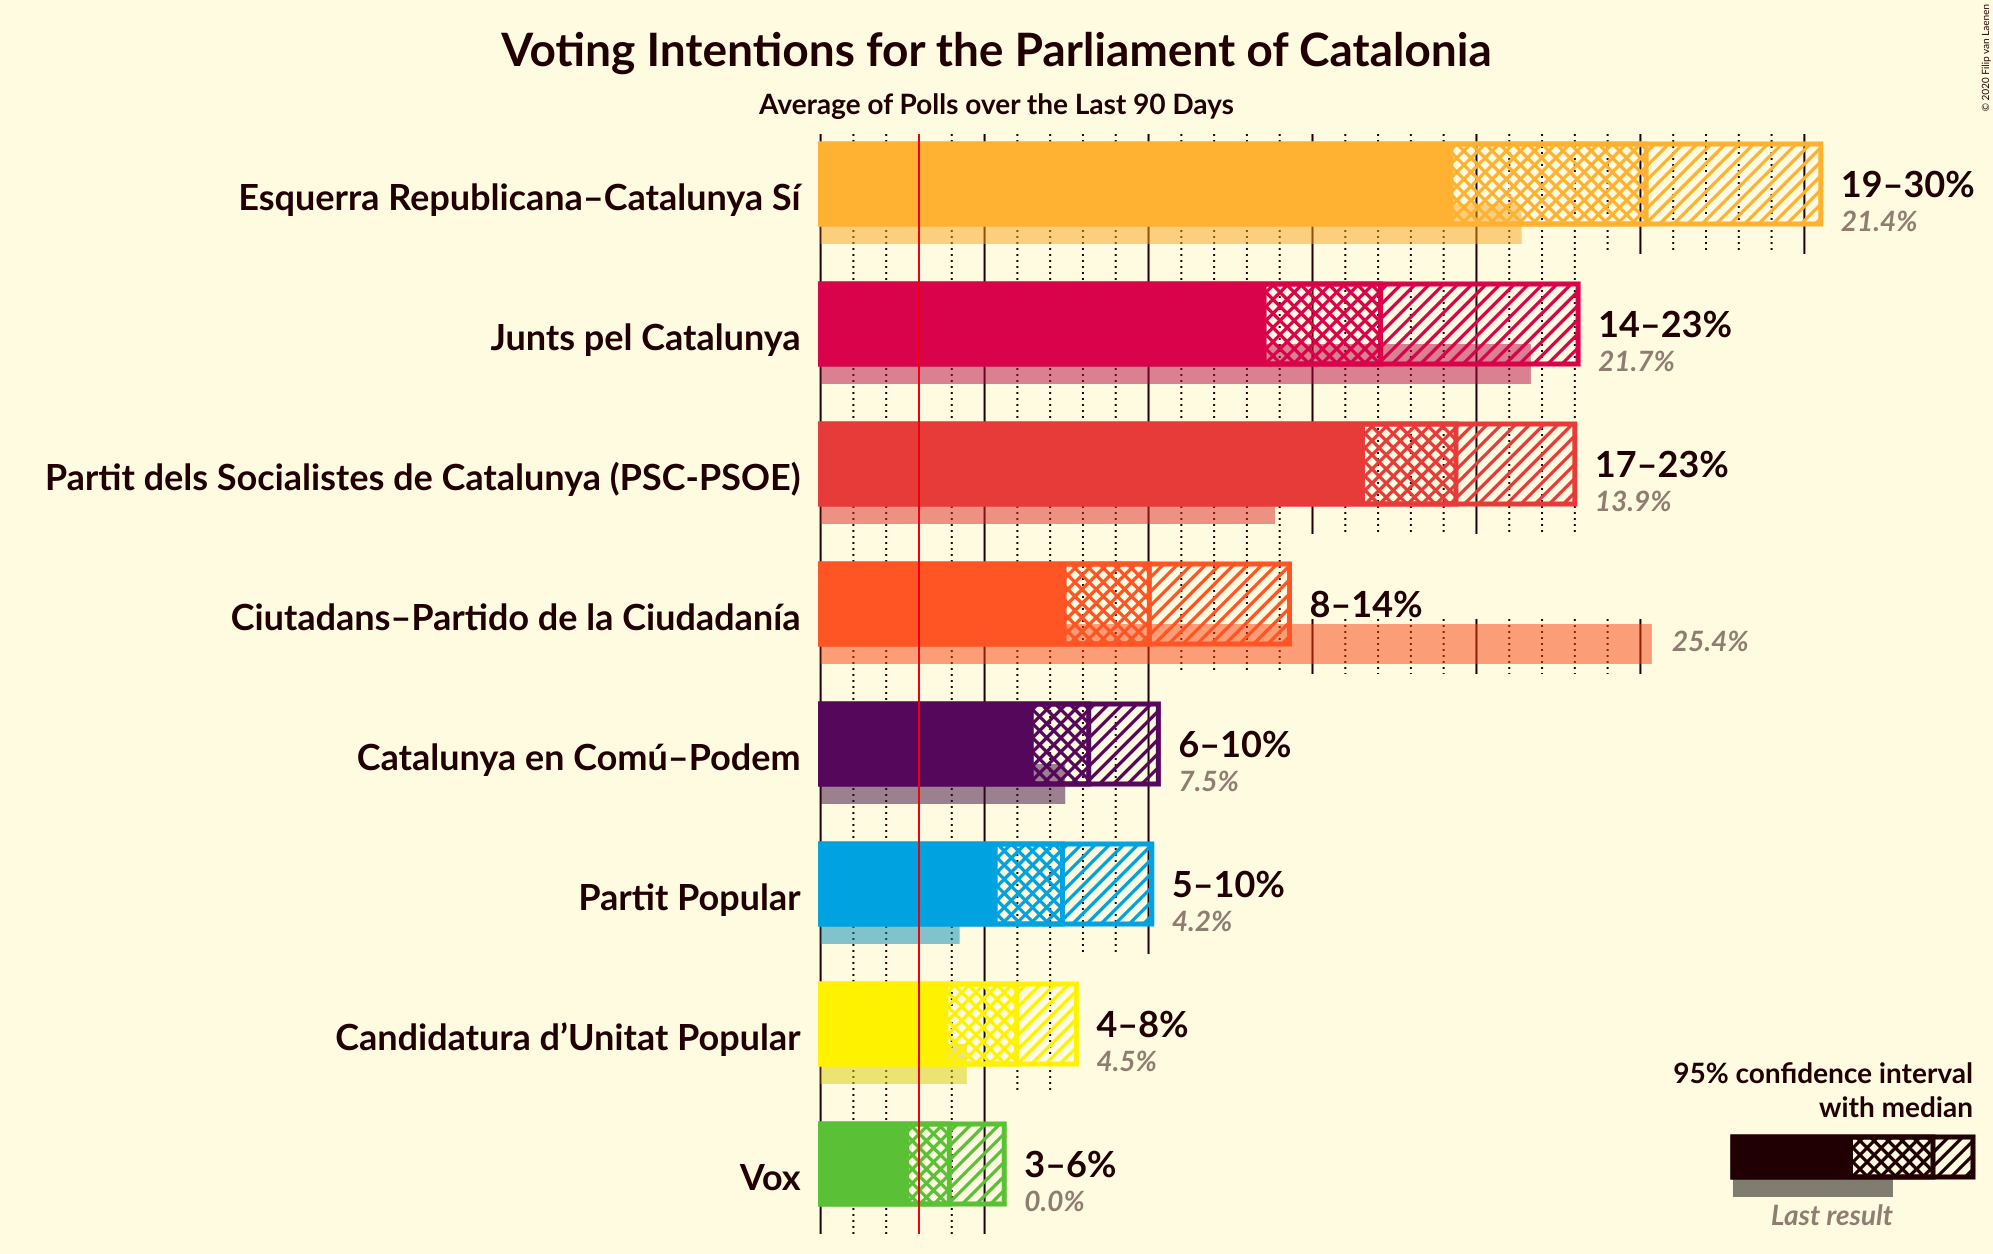 Voting Intentions for the Parliament of Catalonia
Average of Polls over the Last 90 Days
© 2020 Filip van Laenen
Esquerra Republicana–Catalunya Sí
19–30%
21.4%
Junts pel Catalunya
14–23%
21.7%
Partit dels Socialistes de Catalunya (PSC-PSOE)
17–23%
13.9%
Ciutadans–Partido de la Ciudadanía
8–14%
25.4%
Catalunya en Comú–Podem
6–10%
7.5%
Partit Popular
5–10%
4.2%
Candidatura d’Unitat Popular
4–8%
4.5%
Vox
3–6%
0.0%
95% confidence interval
with median
Last result